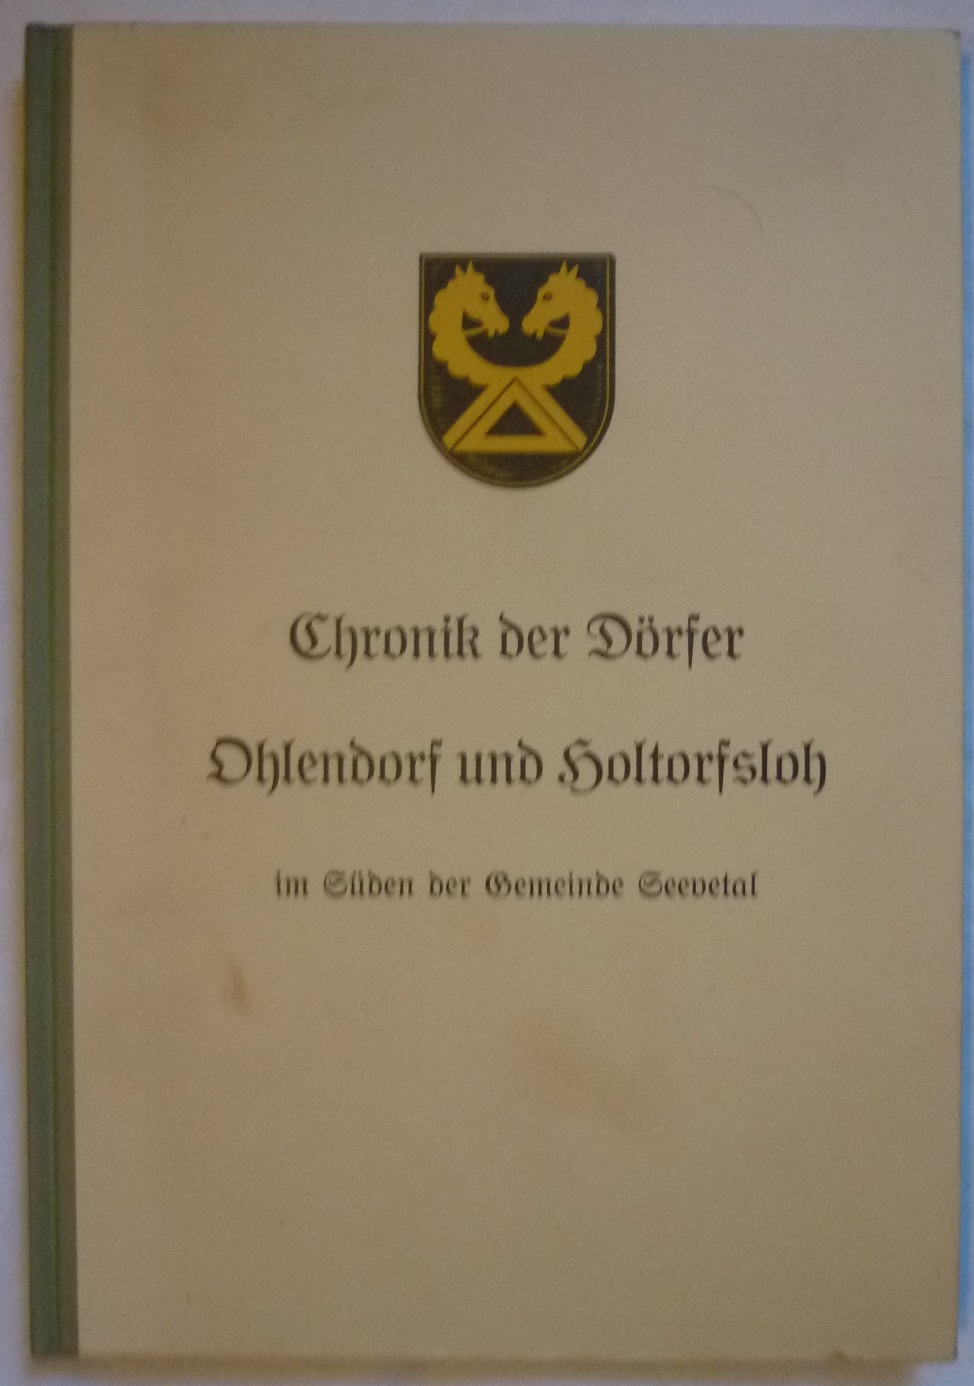 Chronik der Dörfer
Ohlendorf und Holtorfsloh
im Süden der Gemeinde Seevetal